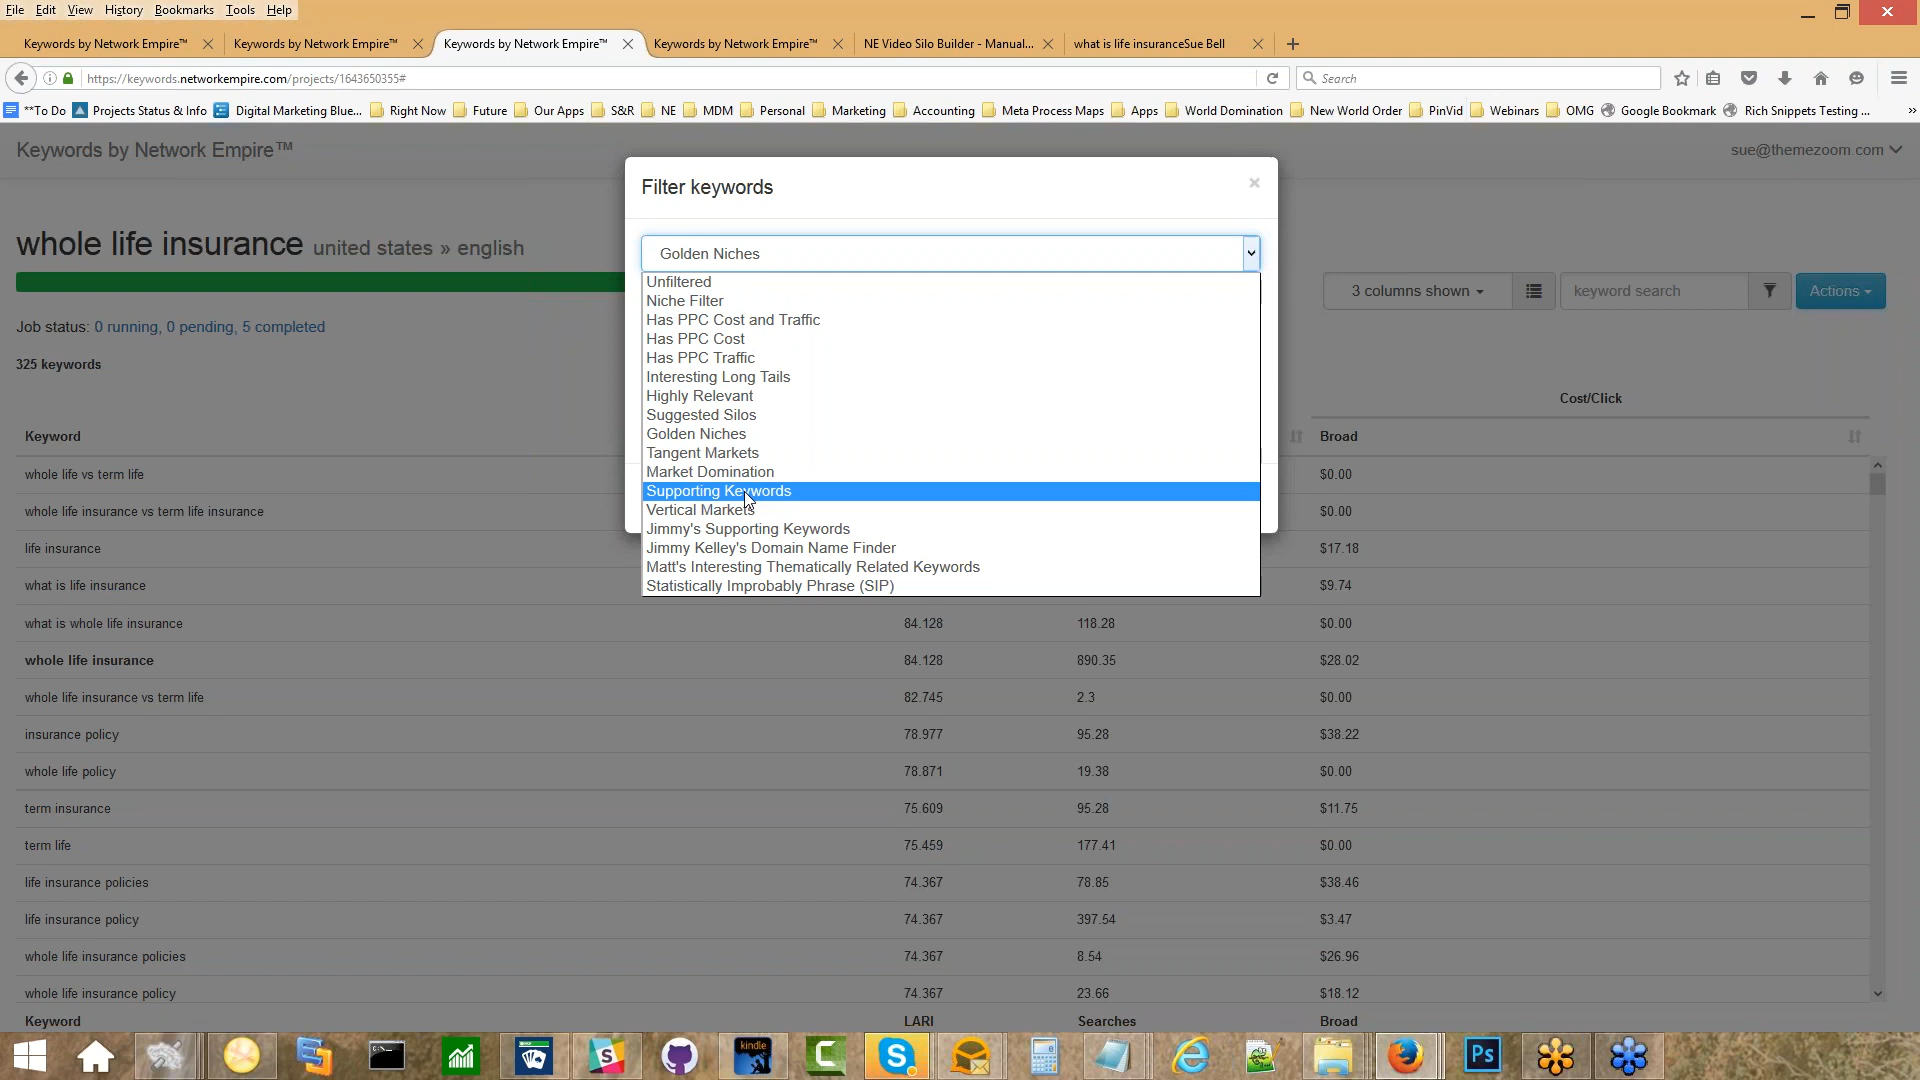 File Edit View History Bookmarks Tools Help
Keywords by Network Empire™ Keywords by Network Empire™ Keywords by Network Empire™ Keywords by Network Empire™ NE Video Silo Builder - Manual... what is life insuranceSue Bell
https://keywords.networkempire.com/projects/1643650355# Search
**To Do Projects Status & Info Digital Marketing Blue... Right Now Future Our Apps S&R NE MDM Personal Marketing Accounting Meta Process Maps Apps World Domination New World Order PinVid Webinars OMG Google Bookmark Rich Snippets Testing ... »
Keywords by Network Empire™ sue@themezoom.com
Filter keywords ×
whole life insurance united states » english
Golden Niches
Unfiltered
Niche Filter
Has PPC Cost and Traffic
Has PPC Cost
Has PPC Traffic
Interesting Long Tails
Highly Relevant
Suggested Silos
Golden Niches
Tangent Markets
Market Domination
Supporting Keywords
Vertical Markets
Jimmy's Supporting Keywords
Jimmy Kelley's Domain Name Finder
Matt's Interesting Thematically Related Keywords
Statistically Improbably Phrase (SIP)
3 columns shown keyword search Actions
Job status: 0 running, 0 pending, 5 completed
325 keywords
Cost/Click
Keyword Broad
whole life vs term life $0.00
whole life insurance vs term life insurance $0.00
life insurance $17.18
what is life insurance $9.74
what is whole life insurance 84.128 118.28 $0.00
whole life insurance 84.128 890.35 $28.02
whole life insurance vs term life 82.745 2.3 $0.00
insurance policy 78.977 95.28 $38.22
whole life policy 78.871 19.38 $0.00
term insurance 75.609 95.28 $11.75
term life 75.459 177.41 $0.00
life insurance policies 74.367 78.85 $38.46
life insurance policy 74.367 397.54 $3.47
whole life insurance policies 74.367 8.54 $26.96
whole life insurance policy 74.367 23.66 $18.12
Keyword LARI Searches Broad
kindle
Ps